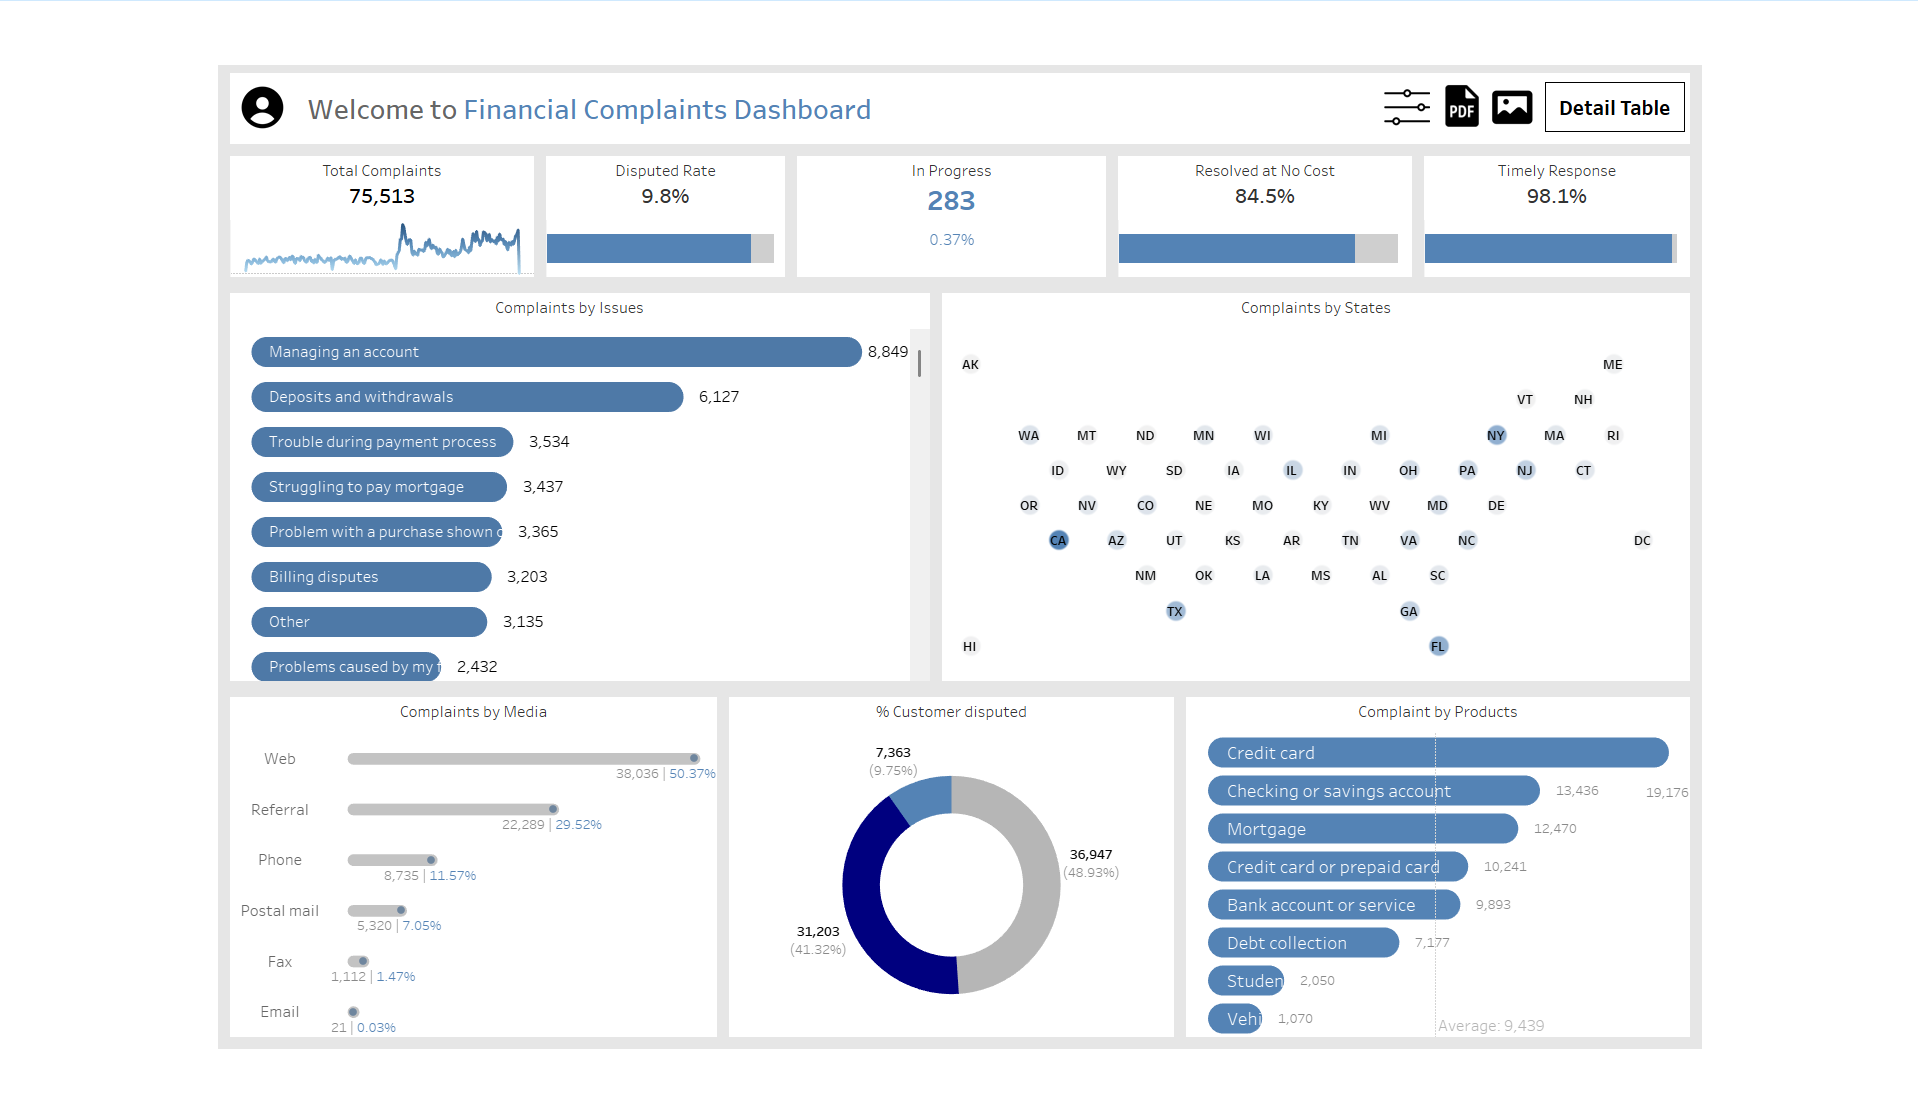 Welcome to Financial Complaints Dashboard
PDF
Detail Table
Total Complaints
75,513
Disputed Rate
9.8%
In Progress
283
0.37%
Resolved at No Cost
84.5%
Timely Response
98.1%
Complaints by Issues
Managing an account 8,849
Deposits and withdrawals 6,127
Trouble during payment process 3,534
Struggling to pay mortgage 3,437
Problem with a purchase shown 3,365
Billing disputes 3,203
Other 3,135
Problems caused by my 2,432
Complaints by States
AK ME
VT NH
WA MT ND MN WI MI NY MA RI
ID WY SD IA IL IN OH PA NJ CT
OR NV CO NE MO KY WV MD DE
CA AZ UT KS AR TN VA NC DC
NM OK LA MS AL SC
TX GA
HI FL
Complaints by Media
Web
38,036 | 50.37%
Referral
22,289 | 29.52%
Phone
8,735 | 11.57%
Postal mail
5,320 | 7.05%
Fax
1,112 | 1.47%
Email
21 | 0.03%
% Customer disputed
7,363
(9.75%)
36,947
(48.93%)
31,203
(41.32%)
Complaint by Products
Credit card
Checking or savings account 13,436 19,176
Mortgage 12,470
Credit card or prepaid card 10,241
Bank account or service 9,893
Debt collection 7,177
Studen 2,050
Vehi 1,070
Average: 9,439